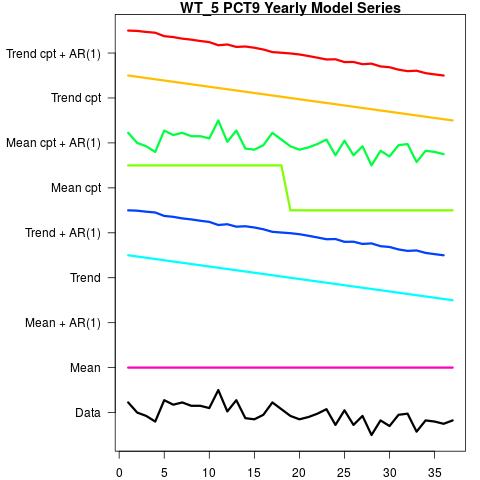 WT_5 PCT9 Yearly Model Series
Trend cpt + AR(1)
Trend cpt
Mean cpt + AR(1)
Mean cpt
Trend + AR(1)
Trend
Mean + AR(1)
Mean
Data
0 5 10 15 20 25 30 35